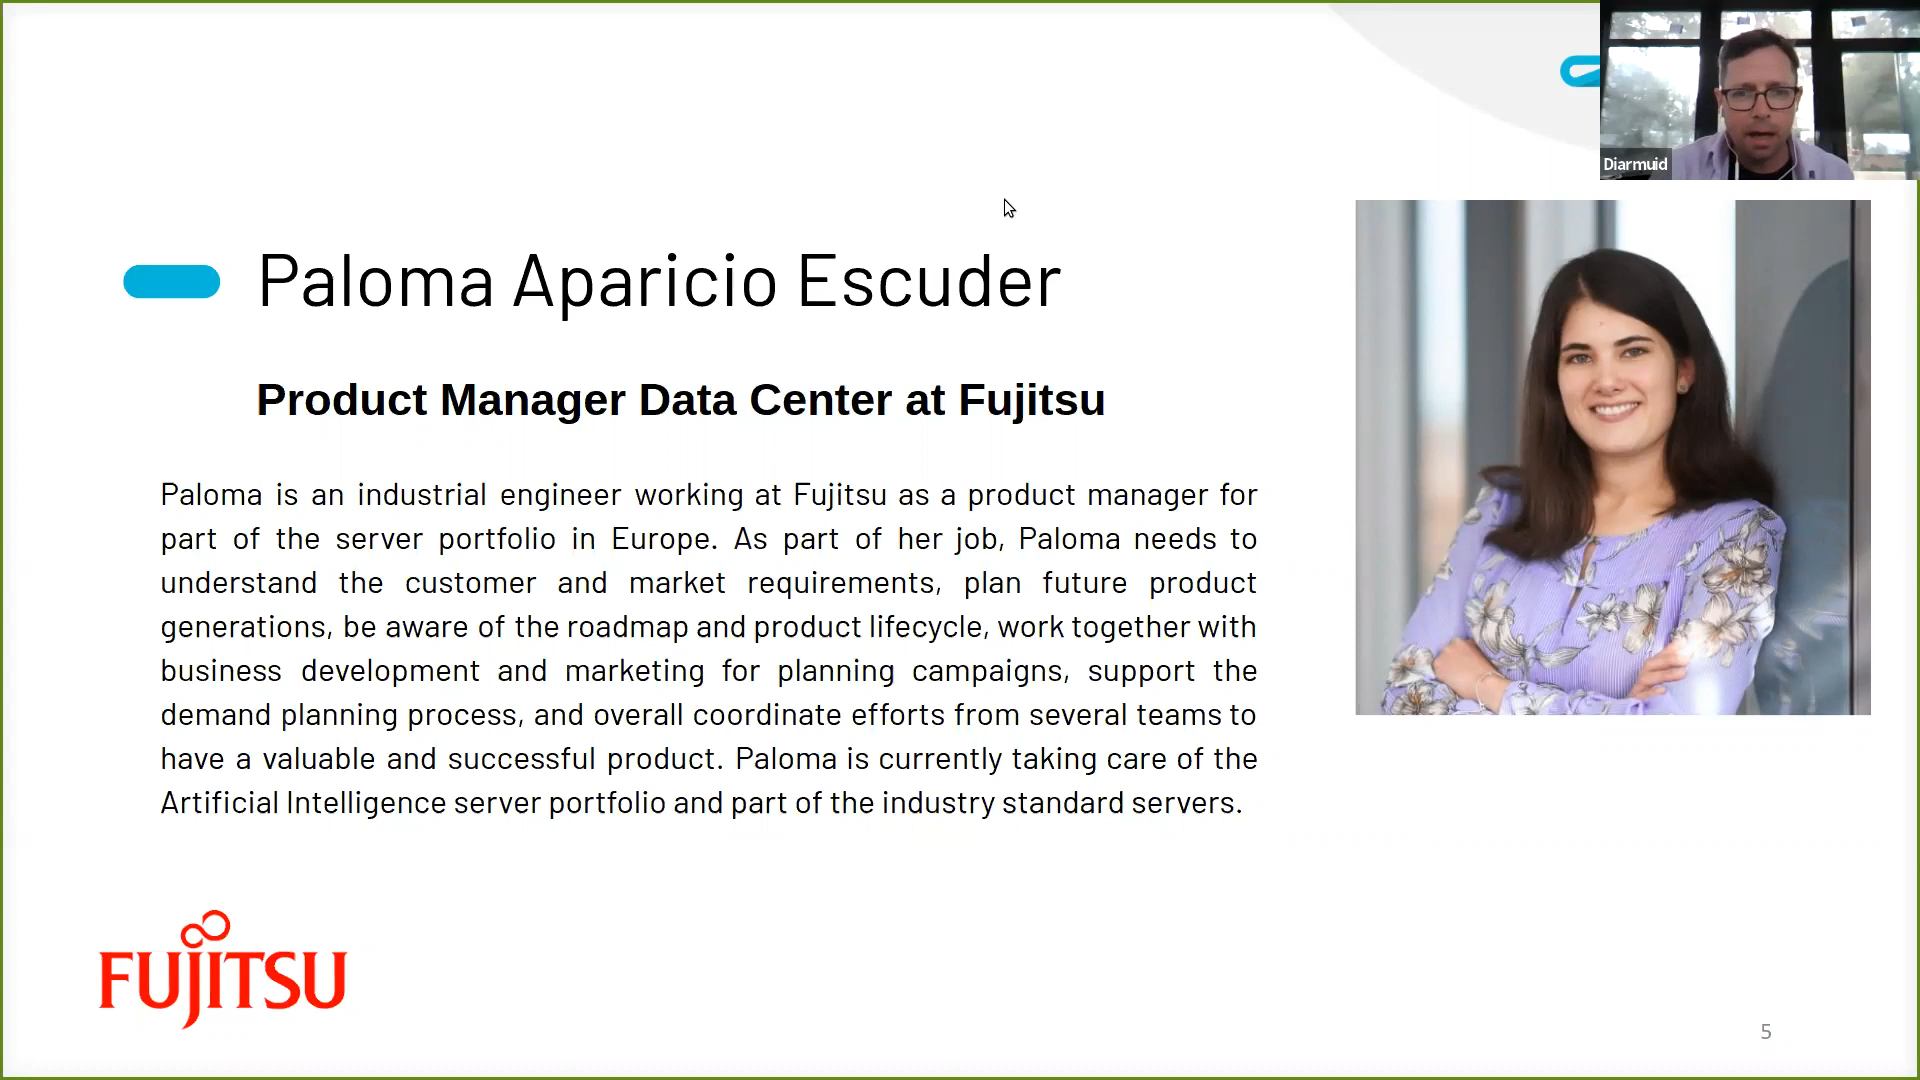 Diarmuid
Paloma Aparicio Escuder
Product Manager Data Center at Fujitsu
Paloma is an industrial engineer working at Fujitsu as a product manager for
part of the server portfolio in Europe. As part of her job, Paloma needs to
understand the customer and market requirements, plan future product
generations, be aware of the roadmap and product lifecycle, work together with
business development and marketing for planning campaigns, support the
demand planning process, and overall coordinate efforts from several teams to
have a valuable and successful product. Paloma is currently taking care of the
Artificial Intelligence server portfolio and part of the industry standard servers.
FUJITSU
5